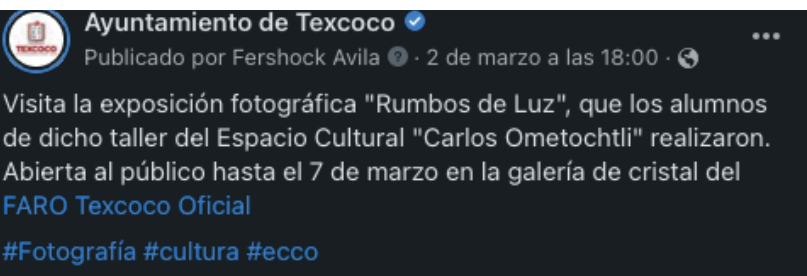 TEXCOCO
Ayuntamiento de Texcoco
Publicado por Fershock Avila · 2 de marzo a las 18:00 ·
Visita la exposición fotográfica "Rumbos de Luz", que los alumnos
de dicho taller del Espacio Cultural "Carlos Ometochtli" realizaron.
Abierta al público hasta el 7 de marzo en la galería de cristal del
FARO Texcoco Oficial
#Fotografía #cultura #ecco